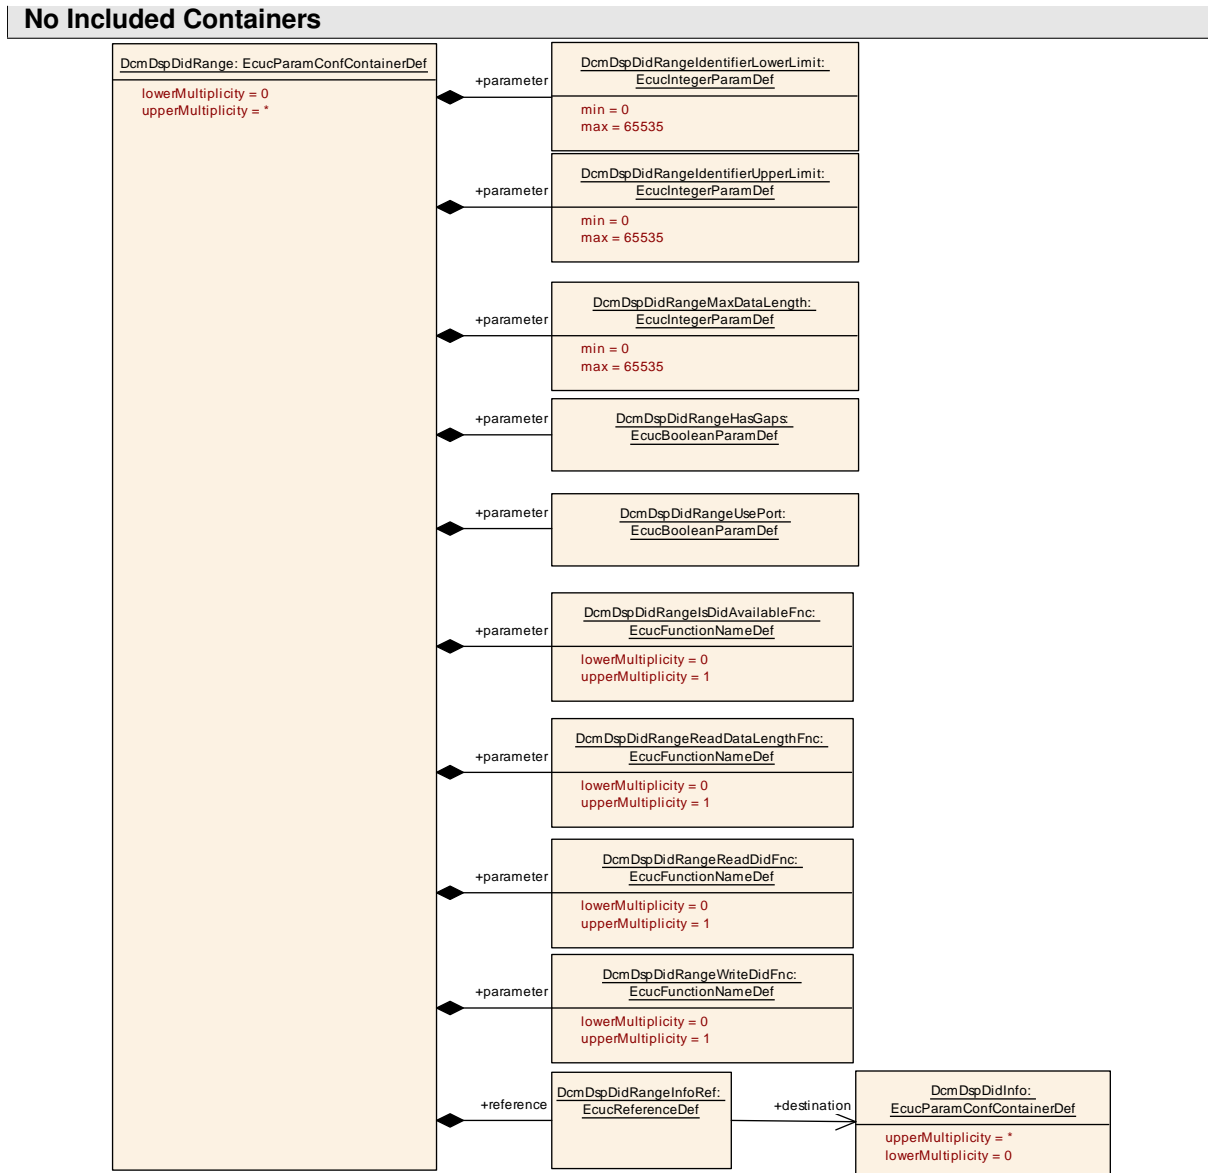 No Included Containers
DcmDspDidRange: EcucParamConfContainerDef
lowerMultiplicity = 0
upperMultiplicity = *
+parameter
DcmDspDidRangeIdentifierLowerLimit:
EcucIntegerParamDef
min = 0
max = 65535
+parameter
DcmDspDidRangeIdentifierUpperLimit:
EcucIntegerParamDef
min = 0
max = 65535
+parameter
DcmDspDidRangeMaxDataLength:
EcucIntegerParamDef
min = 0
max = 65535
+parameter
DcmDspDidRangeHasGaps:
EcucBooleanParamDef
+parameter
DcmDspDidRangeUsePort:
EcucBooleanParamDef
+parameter
DcmDspDidRangeIsDidAvailableFnc:
EcucFunctionNameDef
lowerMultiplicity = 0
upperMultiplicity = 1
+parameter
DcmDspDidRangeReadDataLengthFnc:
EcucFunctionNameDef
lowerMultiplicity = 0
upperMultiplicity = 1
+parameter
DcmDspDidRangeReadDidFnc:
EcucFunctionNameDef
lowerMultiplicity = 0
upperMultiplicity = 1
+parameter
DcmDspDidRangeWriteDidFnc:
EcucFunctionNameDef
lowerMultiplicity = 0
upperMultiplicity = 1
+reference
DcmDspDidRangeInfoRef:
EcucReferenceDef
+destination
DcmDspDidInfo:
EcucParamConfContainerDef
upperMultiplicity = *
lowerMultiplicity = 0